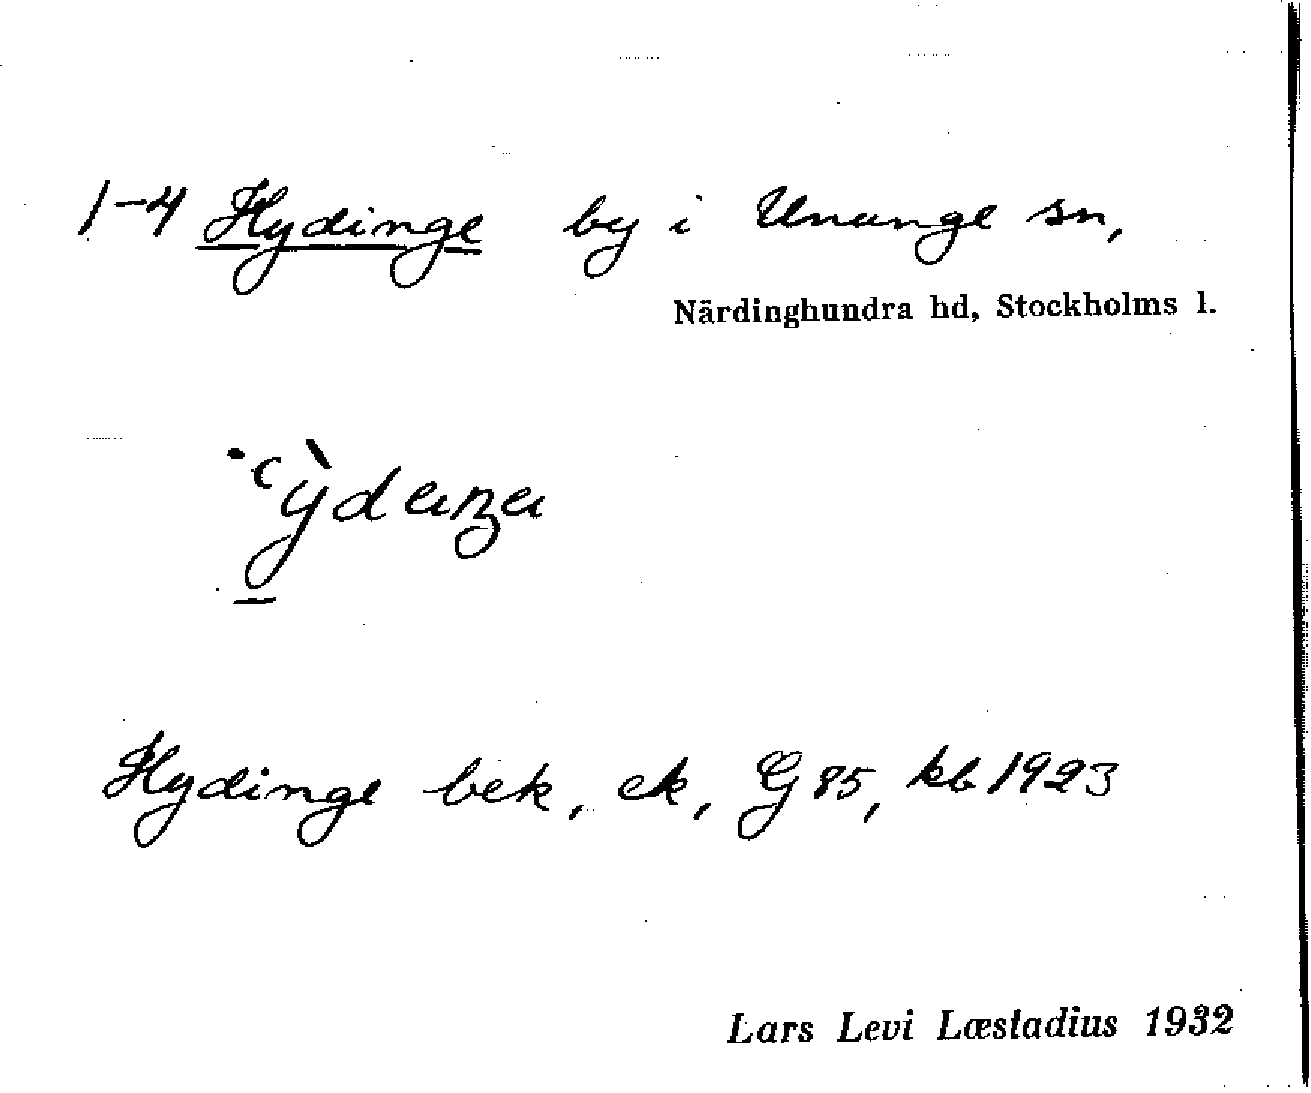 1-4 Hydinge by i Ununge sn,
Närdinghundra hd, Stockholms l.
Hydinge bek, ek, G 85, kb 1923
Lars Levi Læstadius 1932